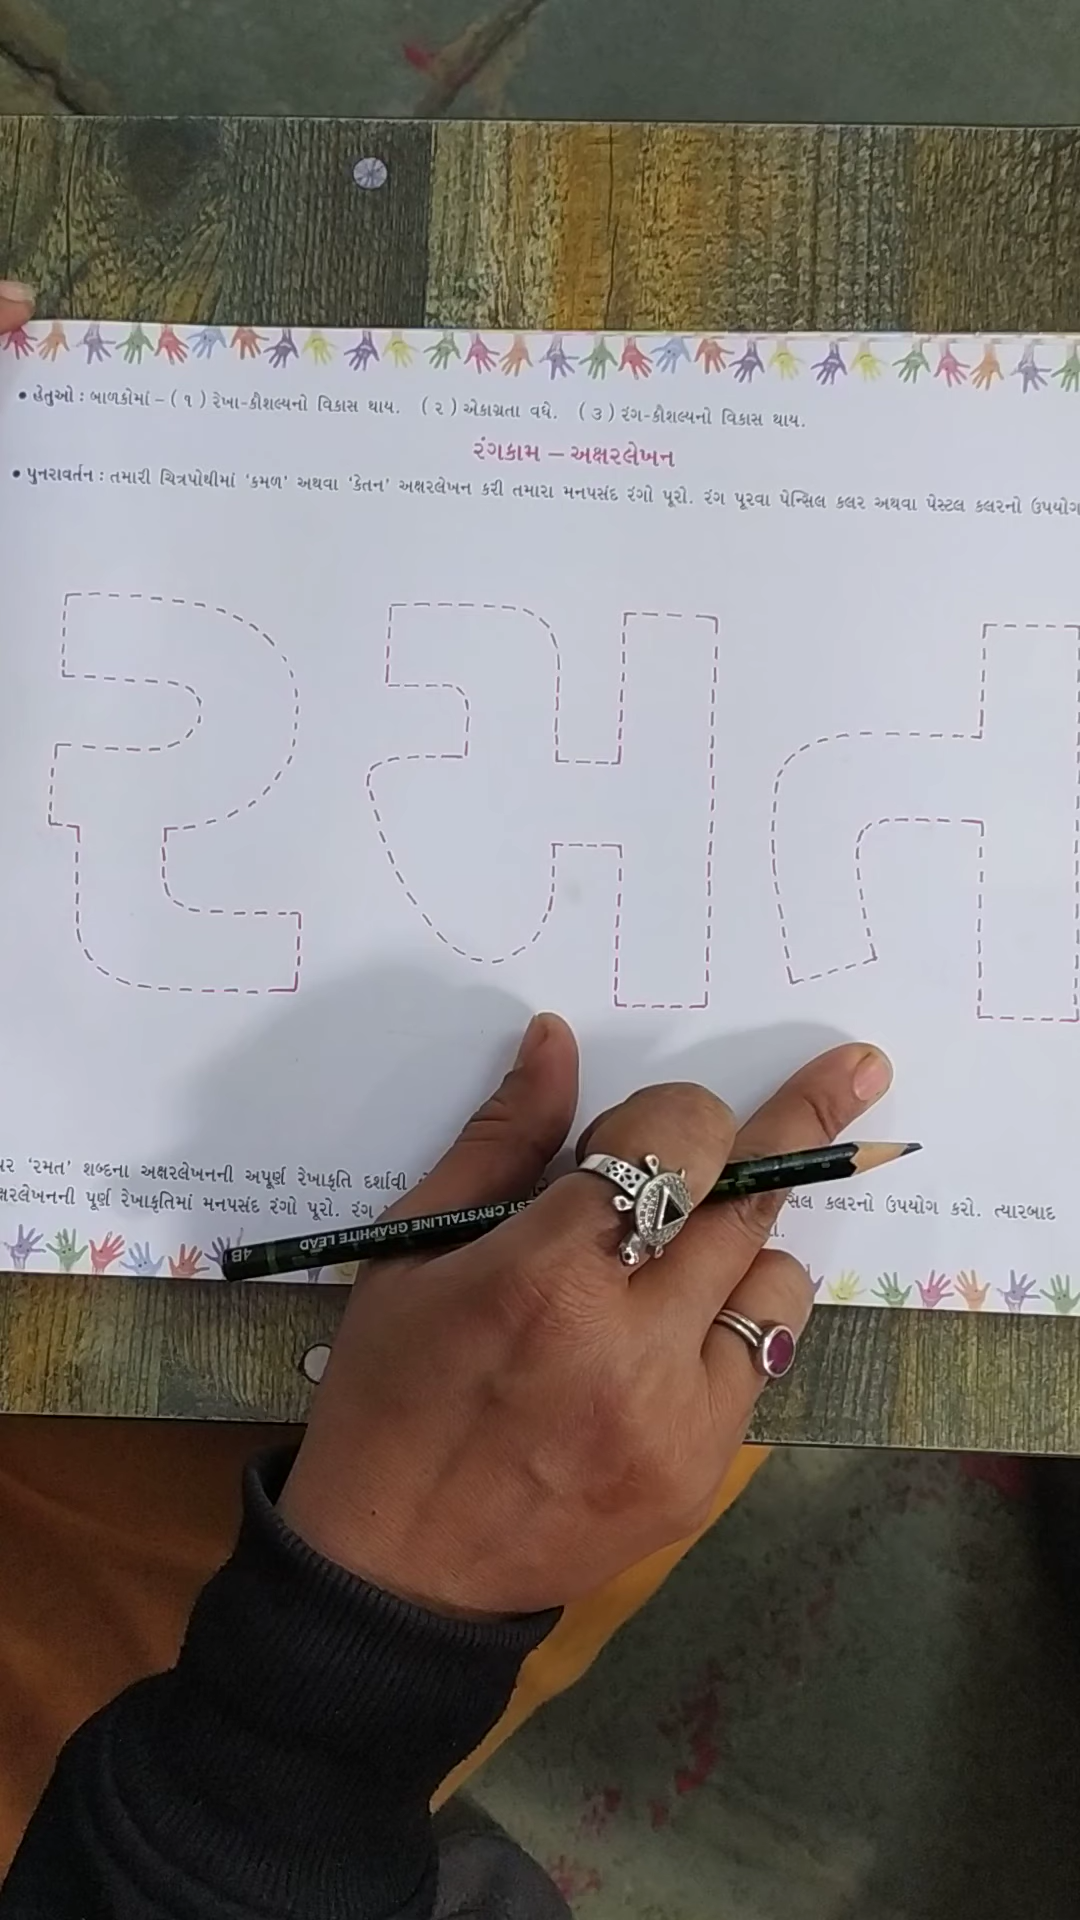 • હેતુઓ : બાળકોમાં – ( ૧ ) રેખા-કૌશલ્યનો વિકાસ થાય. ( ૨ ) એકાગ્રતા વધે. ( ૩ ) રંગ-કૌશલ્યનો વિકાસ થાય.
રંગકામ – અક્ષરલેખન
• પુનરાવર્તન : તમારી ચિત્રપોથીમાં ‘કમળ’ અથવા ‘કેતન’ અક્ષરલેખન કરી તમારા મનપસંદ રંગો પૂરો. રંગ પૂરવા પેન્સિલ કલર અથવા પેસ્ટલ કલરનો ઉપયોગ
રમત
‘રમત’ શબ્દના અક્ષરલેખનની અપૂર્ણ રેખાકૃતિ દર્શાવી
ક્ષરલેખનની પૂર્ણ રેખાકૃતિમાં મનપસંદ રંગો પૂરો. રંગ સિલ કલરનો ઉપયોગ કરો. ત્યારબાદ
CRYSTALLINE GRAPHITE LEAD 4B